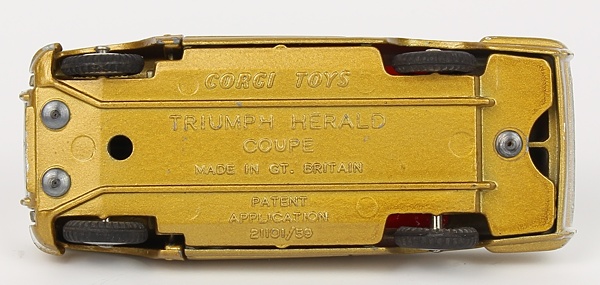 CORGI TOYS
TRIUMPH HERALD
COUPE
MADE IN GT. BRITAIN
PATENT
APPLICATION
21101/59